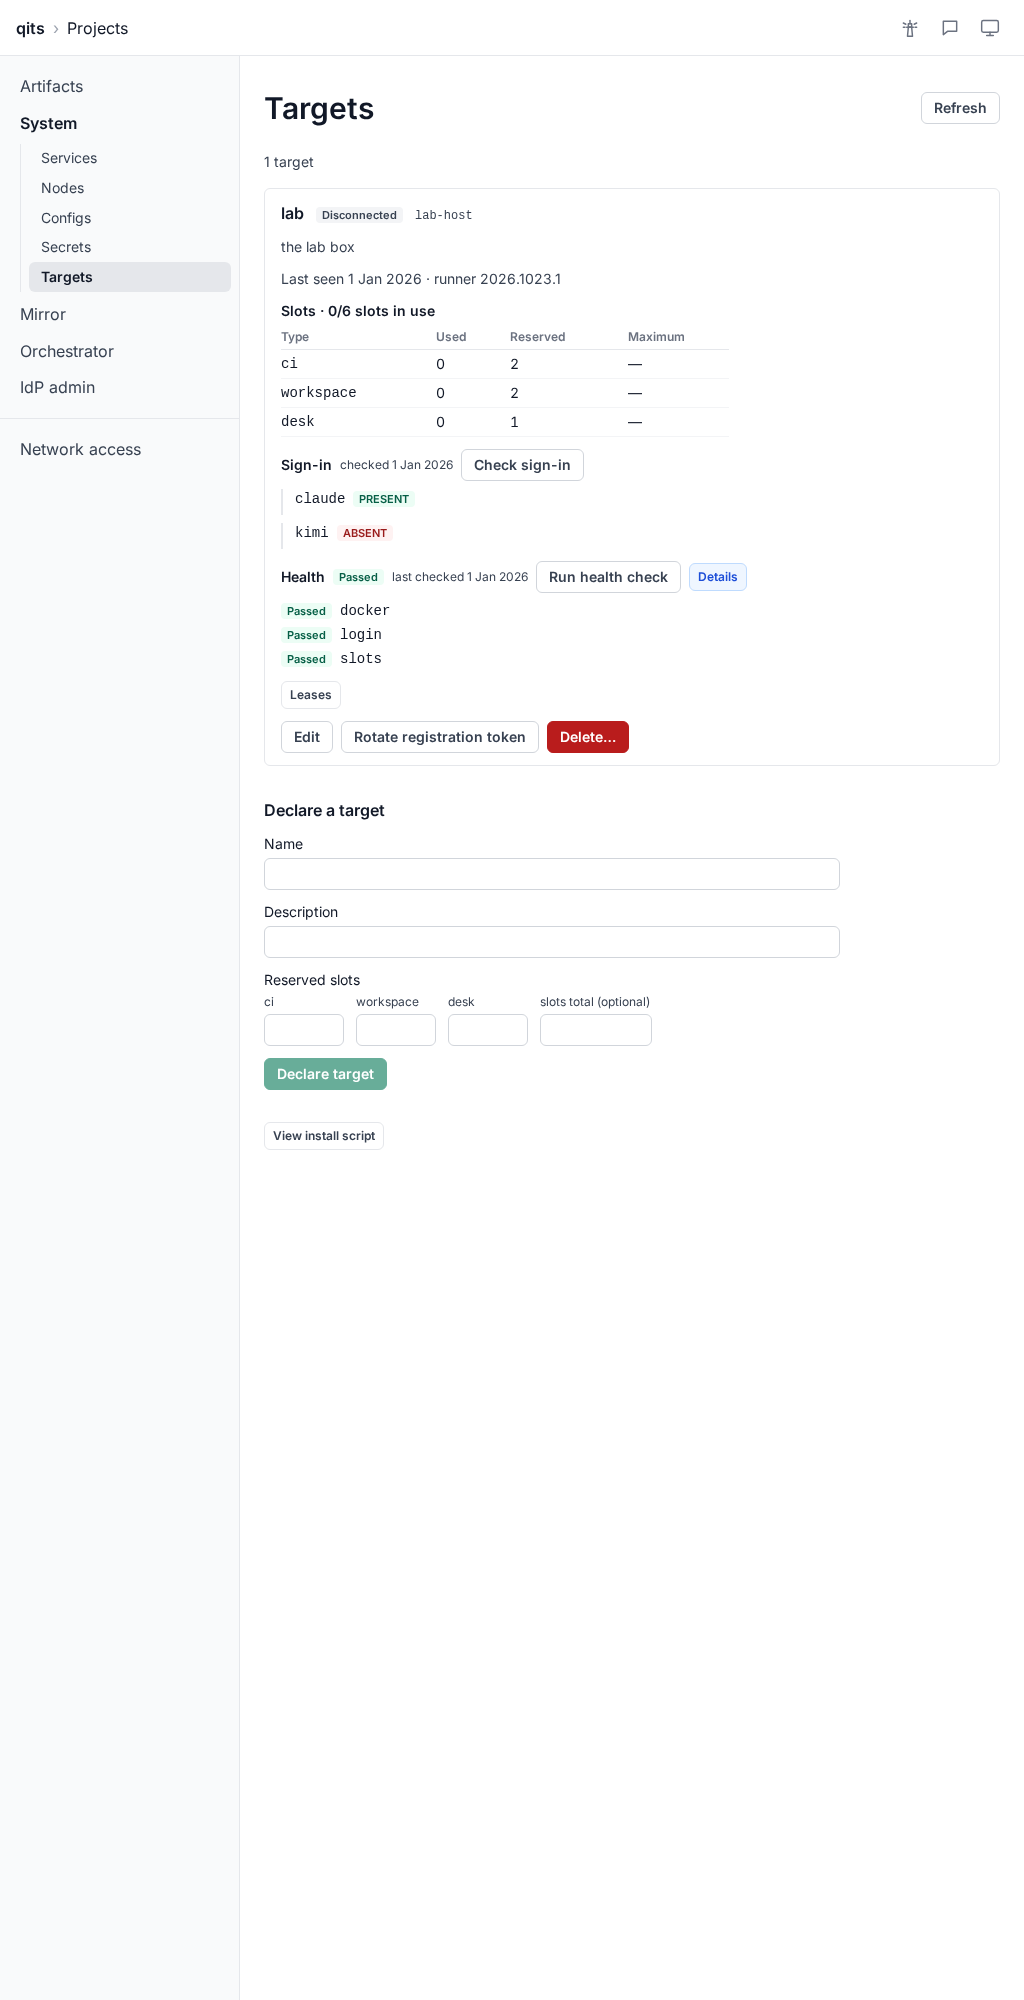 qits › Projects
Artifacts
System
Services
Nodes
Configs
Secrets
Targets
Mirror
Orchestrator
IdP admin
Network access
Targets
Refresh
1 target
lab Disconnected lab-host
the lab box
Last seen 1 Jan 2026 · runner 2026.1023.1
Slots · 0/6 slots in use
Type Used Reserved Maximum
ci 0 2 —
workspace 0 2 —
desk 0 1 —
Sign-in checked 1 Jan 2026 Check sign-in
claude PRESENT
kimi ABSENT
Health Passed last checked 1 Jan 2026 Run health check Details
Passed docker
Passed login
Passed slots
Leases
Edit Rotate registration token Delete...
Declare a target
Name
Description
Reserved slots
ci workspace desk slots total (optional)
Declare target
View install script